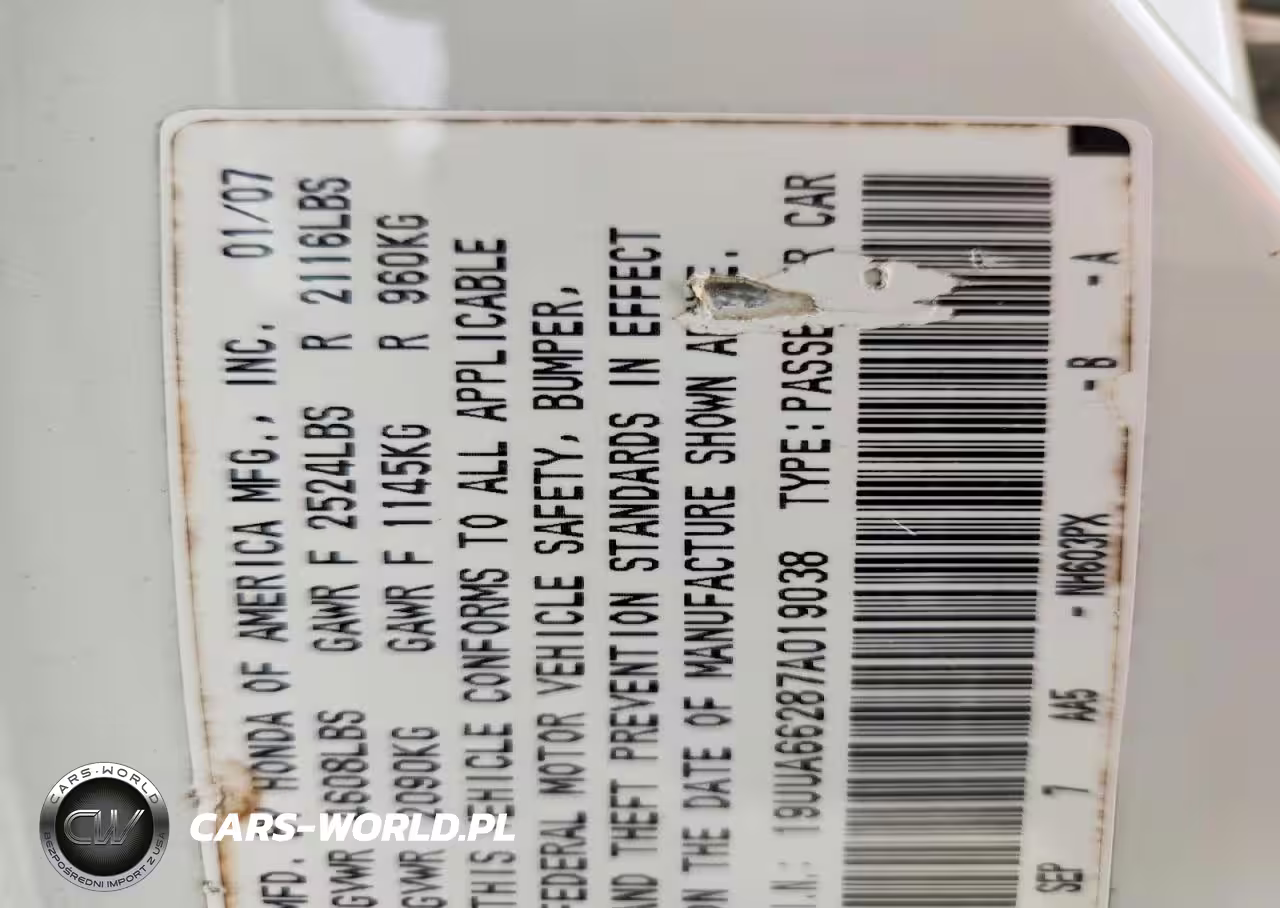 MFD. HONDA OF AMERICA MFG., INC. 01/07
GVWR 4608LBS GAWR F 2524LBS R 2116LBS
GVWR 2090KG GAWR F 1145KG R 960KG
THIS VEHICLE CONFORMS TO ALL APPLICABLE
FEDERAL MOTOR VEHICLE SAFETY, BUMPER,
AND THEFT PREVENTION STANDARDS IN EFFECT
ON THE DATE OF MANUFACTURE SHOWN
I.N.: 19UUA66287A019038 TYPE:PASSE R CAR
SEP 7 AA5 - NH603PX - B - A
CARS-WORLD
CW
BEZPOŚREDNI IMPORT Z USA
CARS-WORLD.PL